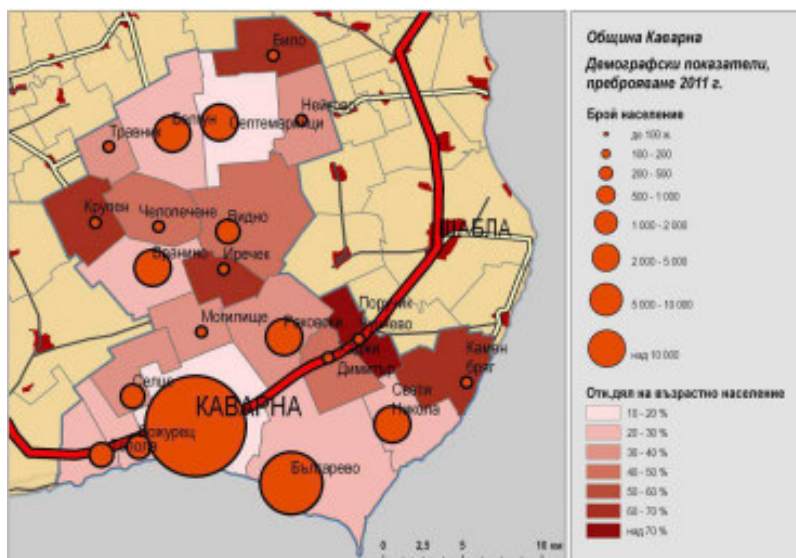 Било
Нейково
Травник
Белгун
Септемврийци
Крупен
Челопечене
Видно
ШАБЛА
Вранино
Иречек
Могилище
Раковски
Поручик
Димитър
Камен
бряг
Селце
Свети
Никола
КАВАРНА
Божурец
Българево
0 2,5 5 10 км
Община Каварна
Демографски показатели,
преброяване 2011 г.
Брой население
до 100 ж.
100 - 200
200 - 500
500 - 1 000
1 000 - 2 000
2 000 - 5 000
5 000 - 10 000
над 10 000
Отн.дял на възрастно население
10 - 20 %
20 - 30 %
30 - 40 %
40 - 50 %
50 - 60 %
60 - 70 %
над 70 %